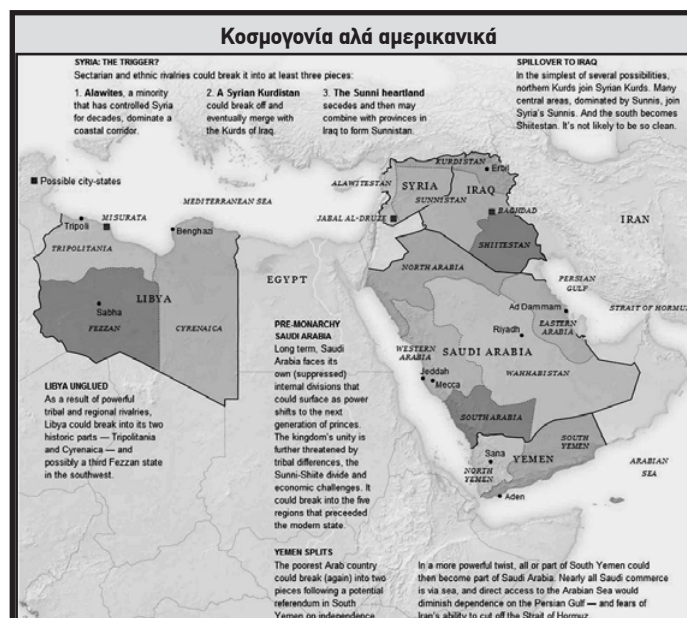 Κοσμογονία αλά αμερικανικά
SYRIA: THE TRIGGER?
Sectarian and ethnic rivalries could break it into at least three pieces:
1. Alawites, a minority
that has controlled Syria
for decades, dominate a
coastal corridor.
2. A Syrian Kurdistan
could break off and
eventually merge with
the Kurds of Iraq.
3. The Sunni heartland
secedes and then may
combine with provinces in
Iraq to form Sunnistan.
SPILLOVER TO IRAQ
In the simplest of several possibilities,
northern Kurds join Syrian Kurds. Many
central areas, dominated by Sunnis, join
Syria's Sunnis. And the south becomes
Shiitestan. It's not likely to be so clean.
Possible city-states
KURDISTAN
Erbil
ALAWITESTAN
SYRIA
IRAQ
SUNNISTAN
MEDITERRANEAN SEA
JABAL AL-DRUZE
BAGHDAD
IRAN
MISURATA
Tripoli
Benghazi
TRIPOLITANIA
SHIITESTAN
NORTH ARABIA
PERSIAN
GULF
EGYPT
STRAIT OF HORMUZ
LIBYA
Sabha
FEZZAN
CYRENAICA
Ad Dammam
EASTERN
ARABIA
Riyadh
WESTERN
ARABIA
SAUDI ARABIA
Jeddah
Mecca
WAHHABISTAN
SOUTH ARABIA
SOUTH
YEMEN
Sana
YEMEN
NORTH
YEMEN
Aden
ARABIAN
SEA
PRE-MONARCHY
SAUDI ARABIA
Long term, Saudi
Arabia faces its
own (suppressed)
internal divisions that
could surface as power
shifts to the next
generation of princes.
The kingdom's unity is
further threatened by
tribal differences, the
Sunni-Shiite divide and
economic challenges. It
could break into the five
regions that preceeded
the modern state.
LIBYA UNGLUED
As a result of powerful
tribal and regional rivalries,
Libya could break into its two
historic parts — Tripolitania
and Cyrenaica — and
possibly a third Fezzan state
in the southwest.
YEMEN SPLITS
The poorest Arab country
could break (again) into two
pieces following a potential
referendum in South
Yemen on independence.
In a more powerful twist, all or part of South Yemen could
then become part of Saudi Arabia. Nearly all Saudi commerce
is via sea, and direct access to the Arabian Sea would
diminish dependence on the Persian Gulf — and fears of
Iran's ability to cut off the Strait of Hormuz.